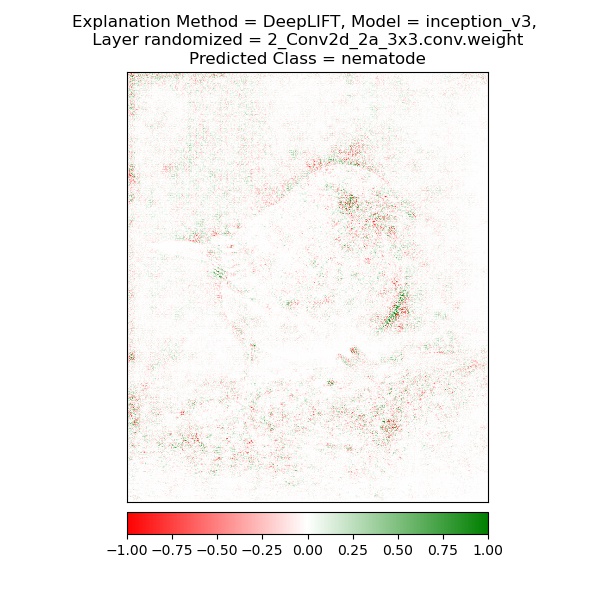 Explanation Method = DeepLIFT, Model = inception_v3,
Layer randomized = 2_Conv2d_2a_3x3.conv.weight
Predicted Class = nematode
−1.00 −0.75 −0.50 −0.25 0.00 0.25 0.50 0.75 1.00